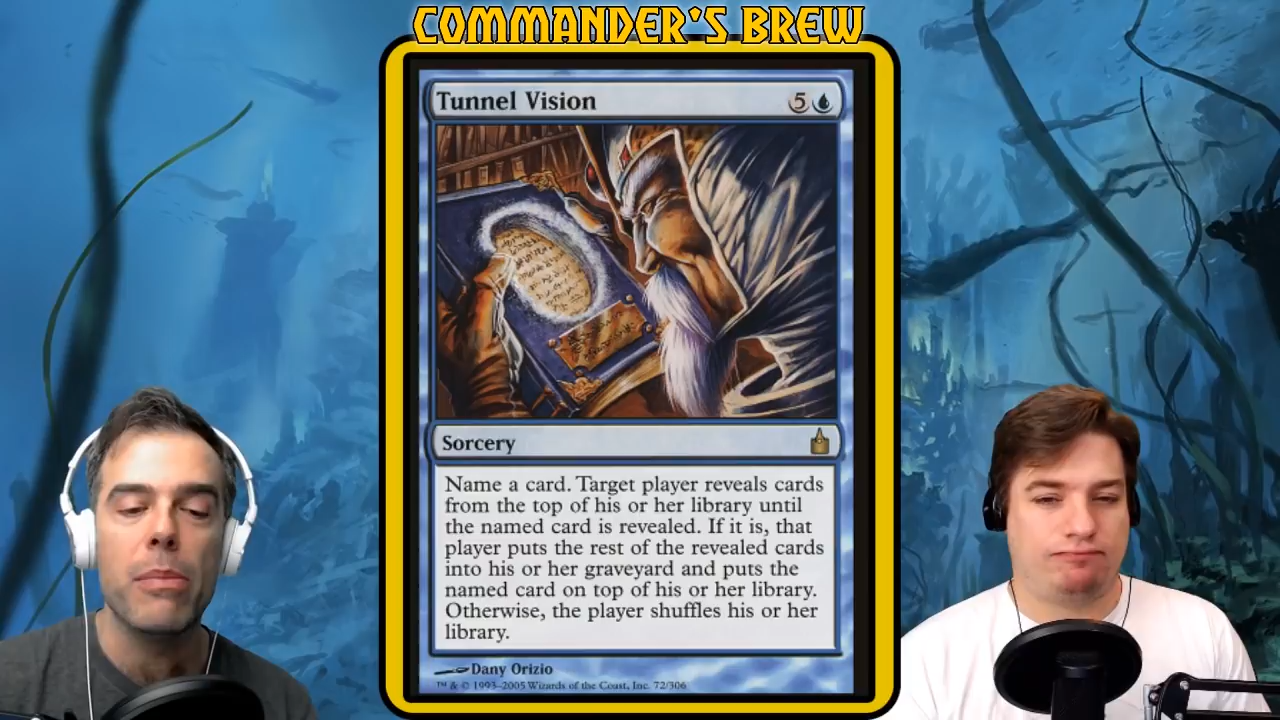 COMMANDER'S BREW
Tunnel Vision 5
Sorcery
Name a card. Target player reveals cards
from the top of his or her library until
the named card is revealed. If it is, that
player puts the rest of the revealed cards
into his or her graveyard and puts the
named card on top of his or her library.
Otherwise, the player shuffles his or her
library.
Dany Orizio
™ & © 1993–2005 Wizards of the Coast, Inc. 72/306